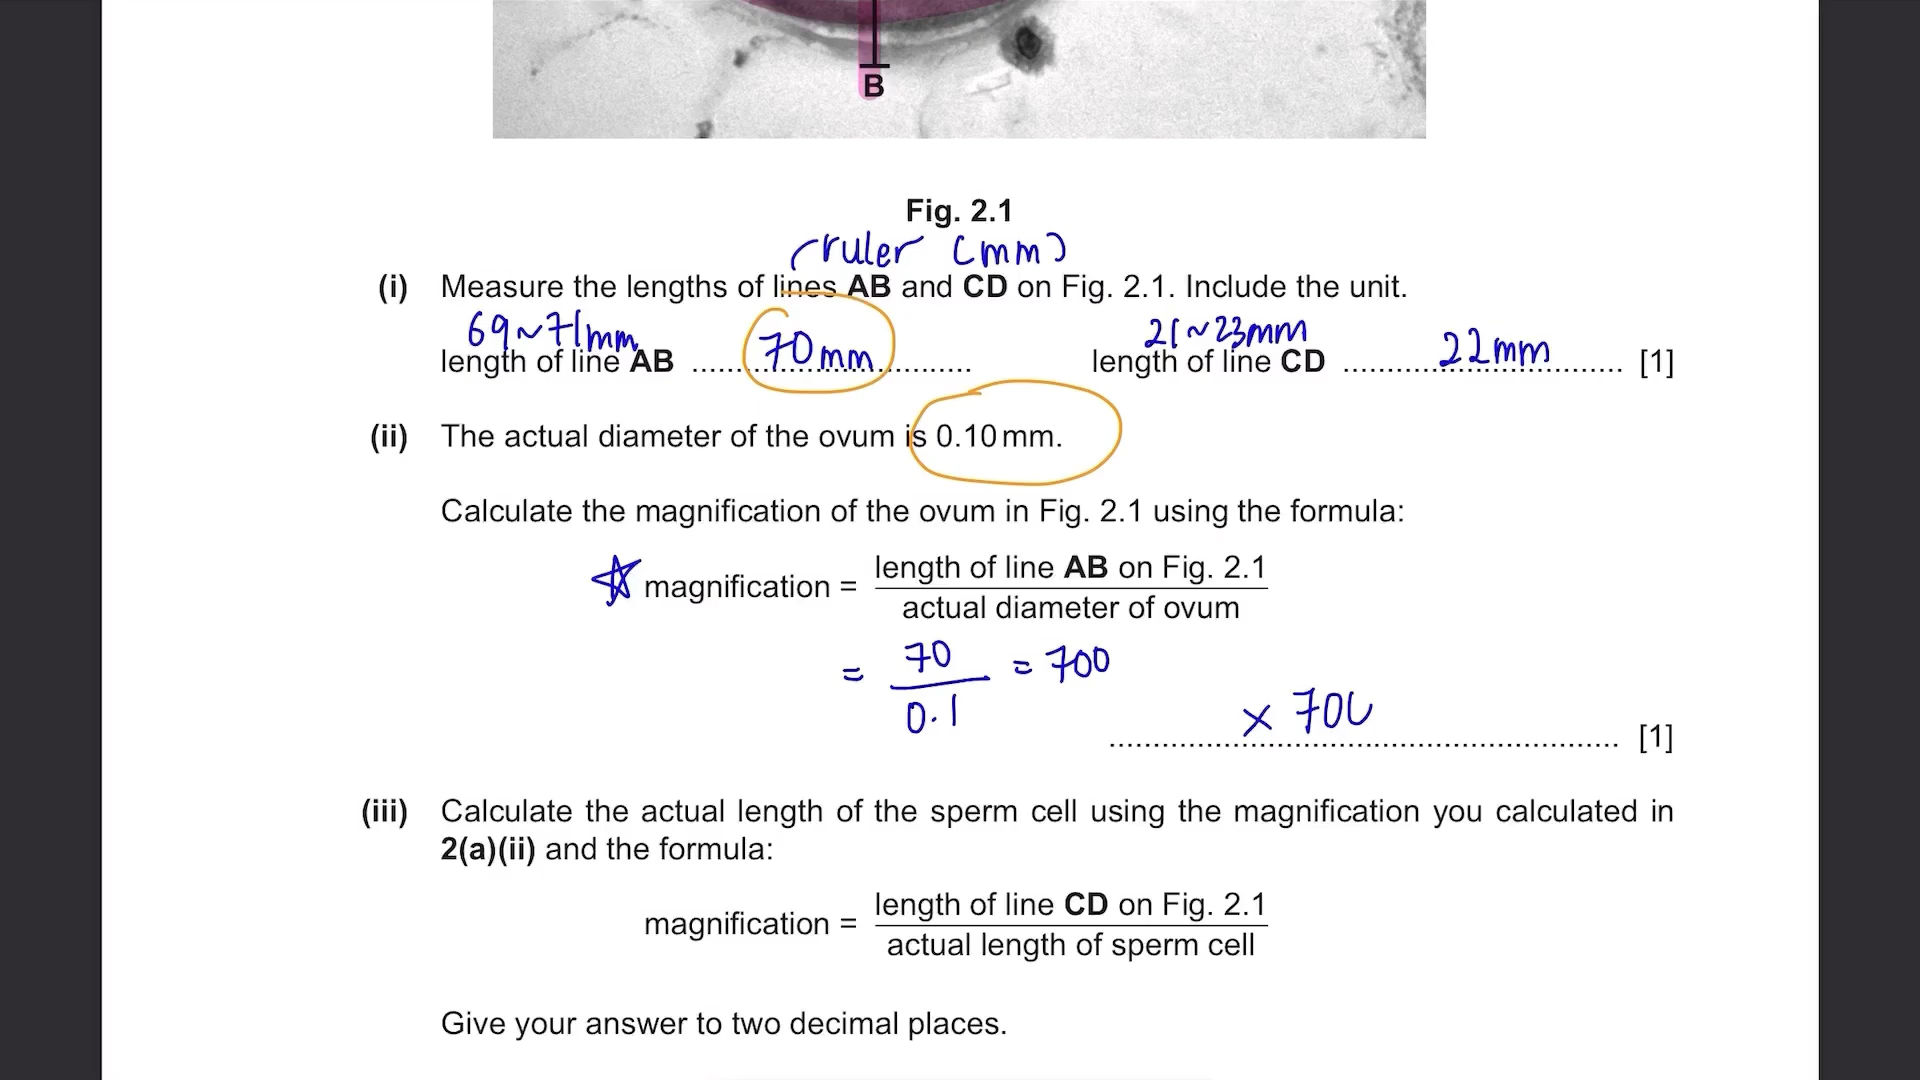 B
Fig. 2.1
ruler (mm)
(i) Measure the lengths of lines AB and CD on Fig. 2.1. Include the unit.
69~71mm 21~23mm
length of line AB ........ 70mm ........ length of line CD ........ 22mm ........ [1]
(ii) The actual diameter of the ovum is 0.10 mm.
Calculate the magnification of the ovum in Fig. 2.1 using the formula:
magnification = length of line AB on Fig. 2.1
actual diameter of ovum
= 70 = 700
0.1
× 700
........ [1]
(iii) Calculate the actual length of the sperm cell using the magnification you calculated in
2(a)(ii) and the formula:
magnification = length of line CD on Fig. 2.1
actual length of sperm cell
Give your answer to two decimal places.